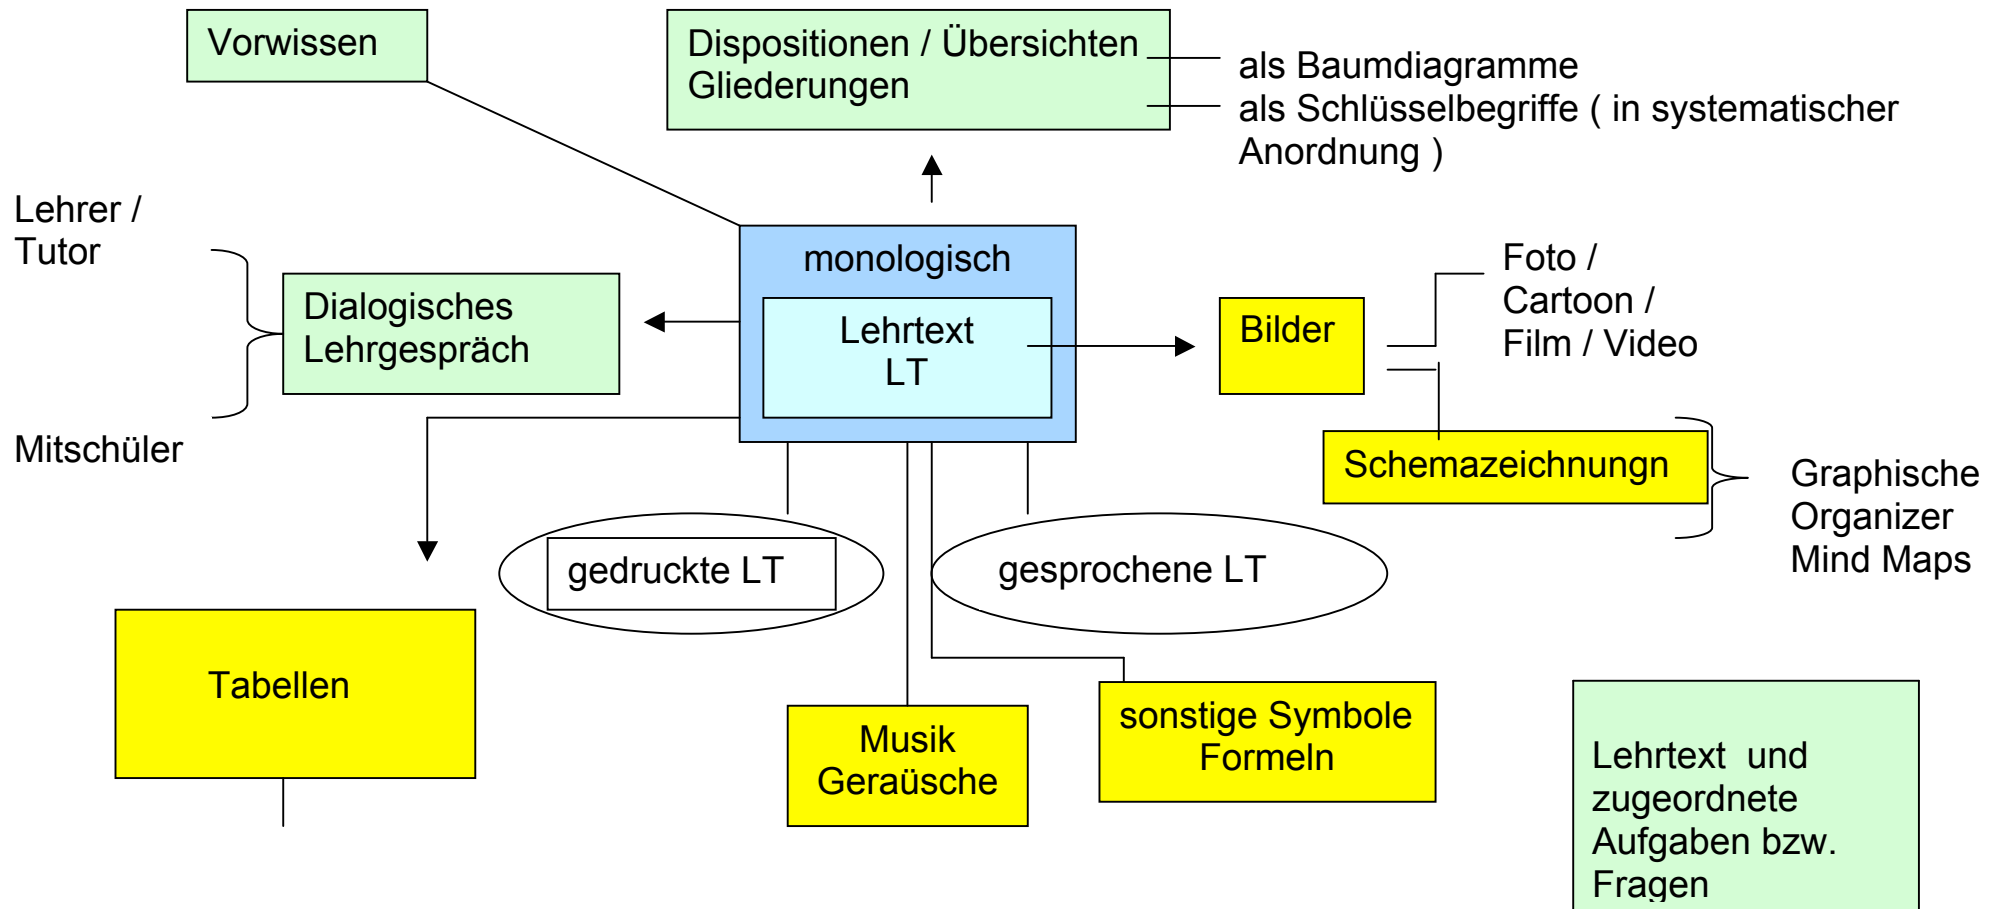 Vorwissen
Dispositionen / Übersichten
Gliederungen
als Baumdiagramme
als Schlüsselbegriffe ( in systematischer
Anordnung )
Lehrer /
Tutor
Dialogisches
Lehrgespräch
Mitschüler
monologisch
Lehrtext
LT
Bilder
Foto /
Cartoon /
Film / Video
Schemazeichnungn
Graphische
Organizer
Mind Maps
gedruckte LT
gesprochene LT
Tabellen
Musik
Geraüsche
sonstige Symbole
Formeln
Lehrtext  und
zugeordnete
Aufgaben bzw.
Fragen